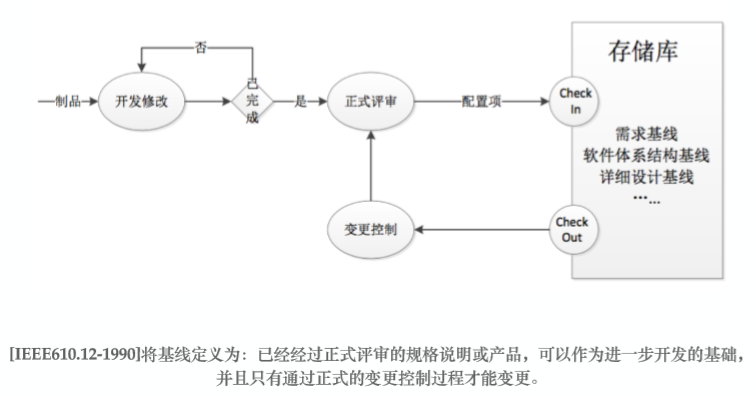 存储库
否
制品
开发修改
已完成
是
正式评审
配置项
Check
In
需求基线
软件体系结构基线
详细设计基线
……
变更控制
Check
Out
[IEEE610.12-1990]将基线定义为：已经经过正式评审的规格说明或产品，可以作为进一步开发的基础，
并且只有通过正式的变更控制过程才能变更。